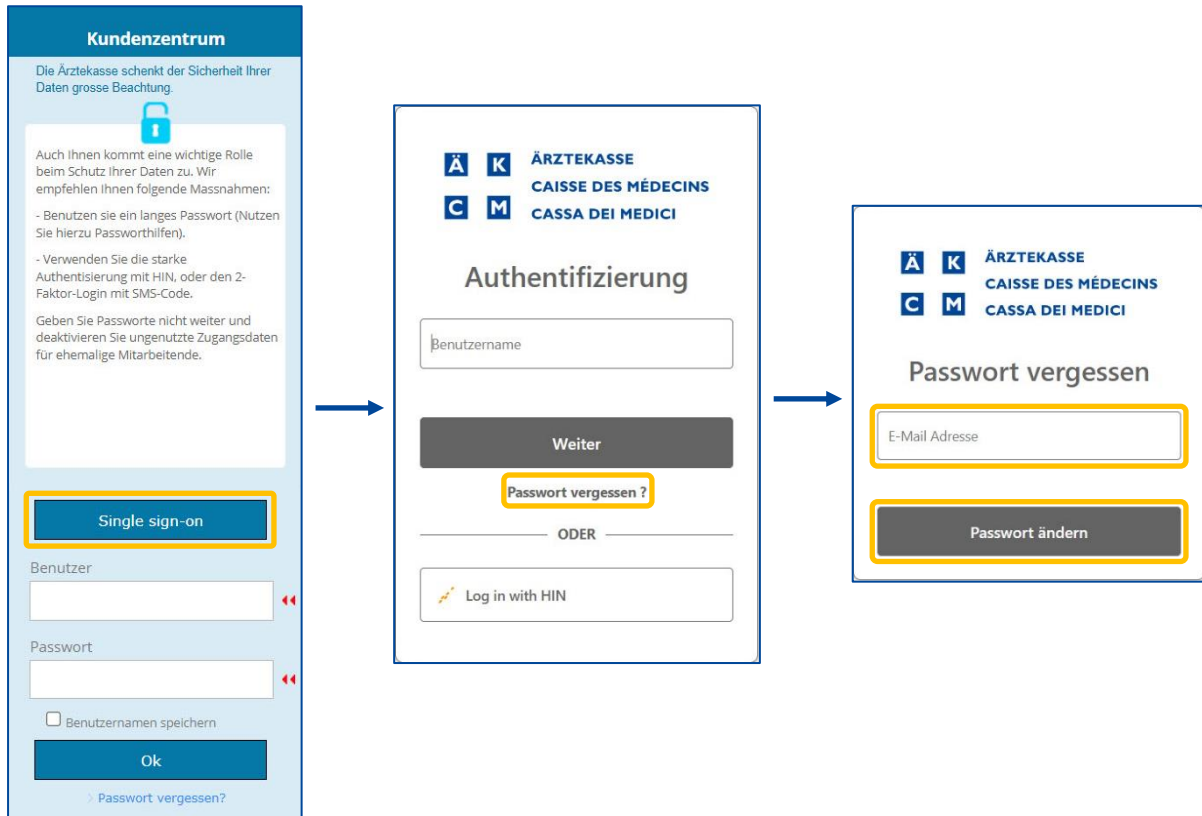 Kundenzentrum
Die Ärztekasse schenkt der Sicherheit Ihrer
Daten grosse Beachtung.
Auch Ihnen kommt eine wichtige Rolle
beim Schutz Ihrer Daten zu. Wir
empfehlen Ihnen folgende Massnahmen:
- Benutzen sie ein langes Passwort (Nutzen
Sie hierzu Passworthilfen).
- Verwenden Sie die starke
Authentisierung mit HIN, oder den 2-
Faktor-Login mit SMS-Code.
Geben Sie Passworte nicht weiter und
deaktivieren Sie ungenutzte Zugangsdaten
für ehemalige Mitarbeitende.
Single sign-on
Benutzer
Passwort
Benutzernamen speichern
Ok
Passwort vergessen?
Ä K ÄRZTEKASSE
CAISSE DES MÉDECINS
C M CASSA DEI MEDICI
Authentifizierung
Benutzername
Weiter
Passwort vergessen ?
ODER
Log in with HIN
Ä K ÄRZTEKASSE
CAISSE DES MÉDECINS
C M CASSA DEI MEDICI
Passwort vergessen
E-Mail Adresse
Passwort ändern